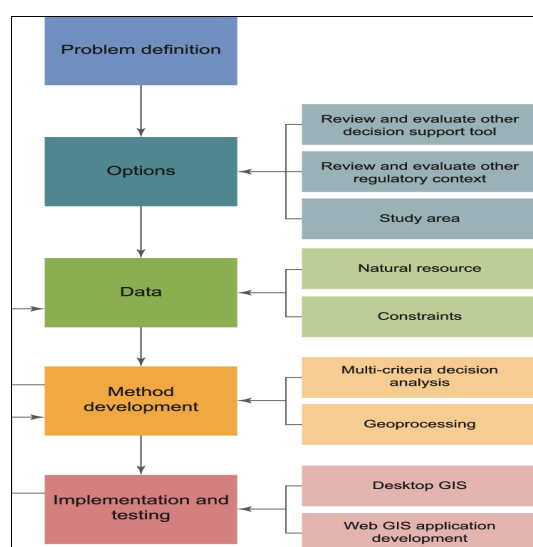 Problem definition
Review and evaluate other
decision support tool
Options
Review and evaluate other
regulatory context
Study area
Natural resource
Data
Constraints
Multi-criteria decision
analysis
Method
development
Geoprocessing
Desktop GIS
Implementation and
testing
Web GIS application
development